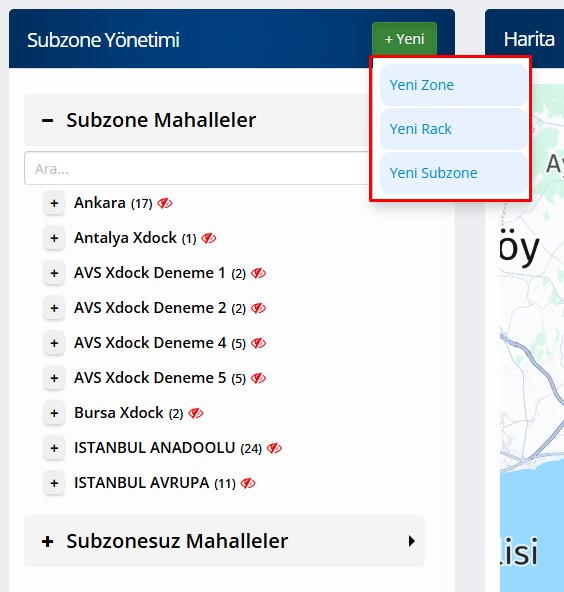 Subzone Yönetimi
+ Yeni
Harita
Yeni Zone
Yeni Rack
Yeni Subzone
− Subzone Mahalleler
Ara...
+ Ankara (17)
+ Antalya Xdock (1)
+ AVS Xdock Deneme 1 (2)
+ AVS Xdock Deneme 2 (2)
+ AVS Xdock Deneme 4 (5)
+ AVS Xdock Deneme 5 (5)
+ Bursa Xdock (2)
+ ISTANBUL ANADOOLU (24)
+ ISTANBUL AVRUPA (11)
+ Subzonesuz Mahalleler
Ay
öy
lisi